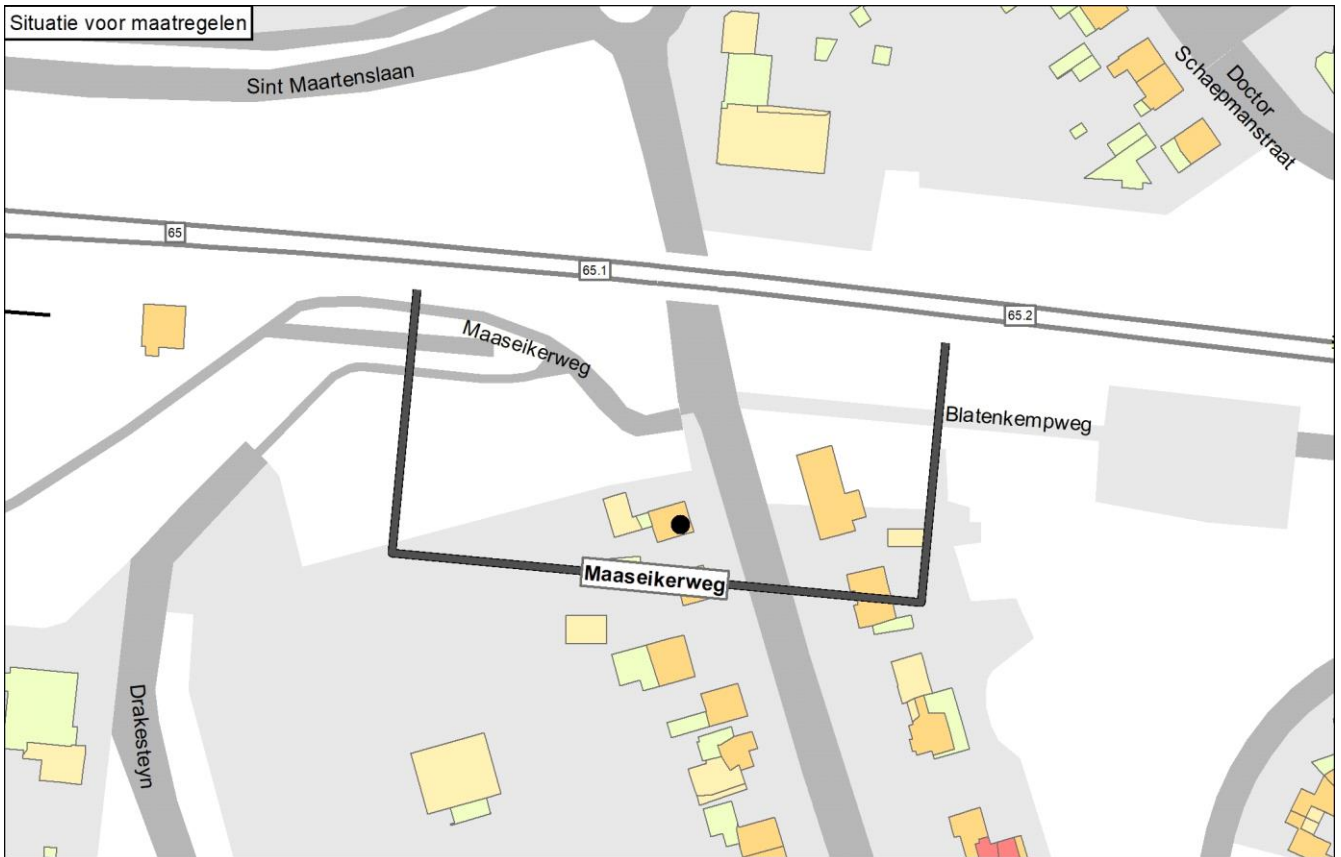 Situatie voor maatregelen
Sint Maartenslaan
Doctor
Schaepmanstraat
65
65.1
65.2
Maaseikerweg
Blatenkempweg
Maaseikerweg
Drakesteyn